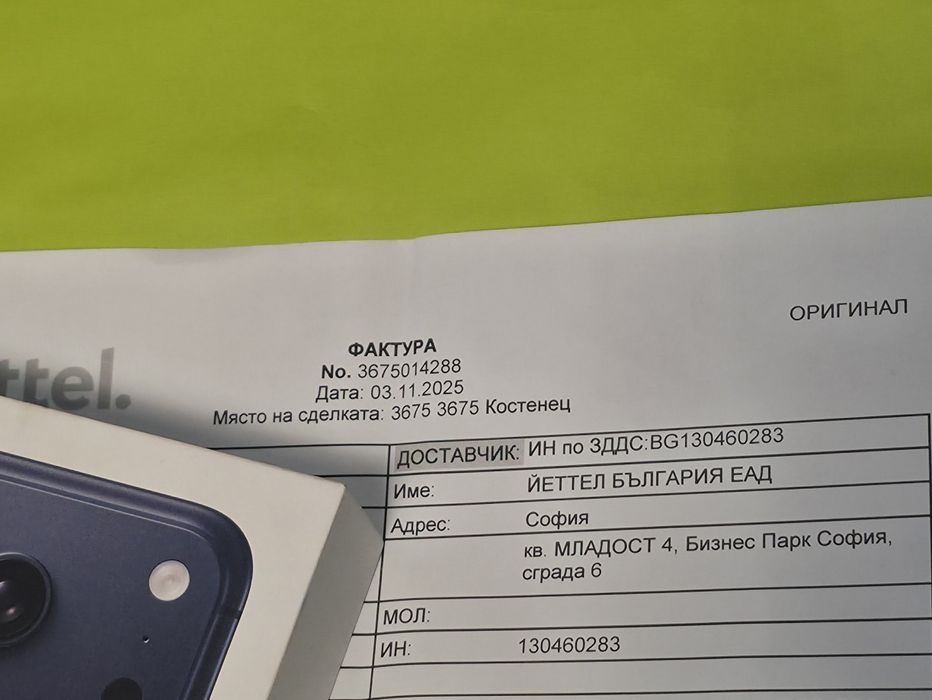 ОРИГИНАЛ
ФАКТУРА
No. 3675014288
Дата: 03.11.2025
ttel.
Място на сделката: 3675 3675 Костенец
ДОСТАВЧИК: ИН по ЗДДС:BG130460283
Име: ЙЕТТЕЛ БЪЛГАРИЯ ЕАД
Адрес: София
кв. МЛАДОСТ 4, Бизнес Парк София,
сграда 6
МОЛ:
ИН: 130460283